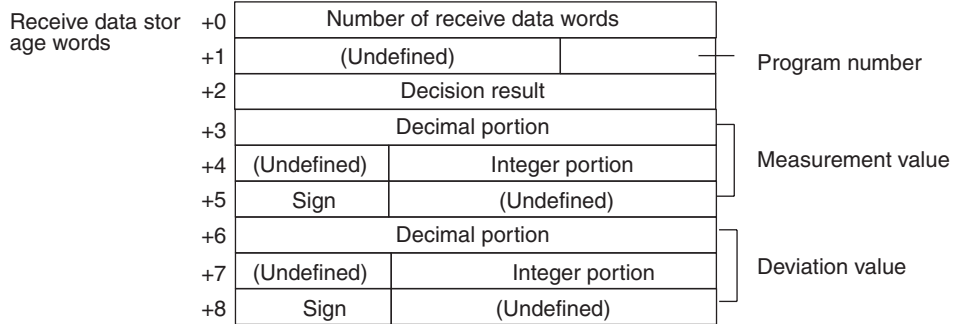 Receive data stor
age words
+0 Number of receive data words
+1 (Undefined) Program number
+2 Decision result
+3 Decimal portion
+4 (Undefined) Integer portion Measurement value
+5 Sign (Undefined)
+6 Decimal portion
+7 (Undefined) Integer portion Deviation value
+8 Sign (Undefined)